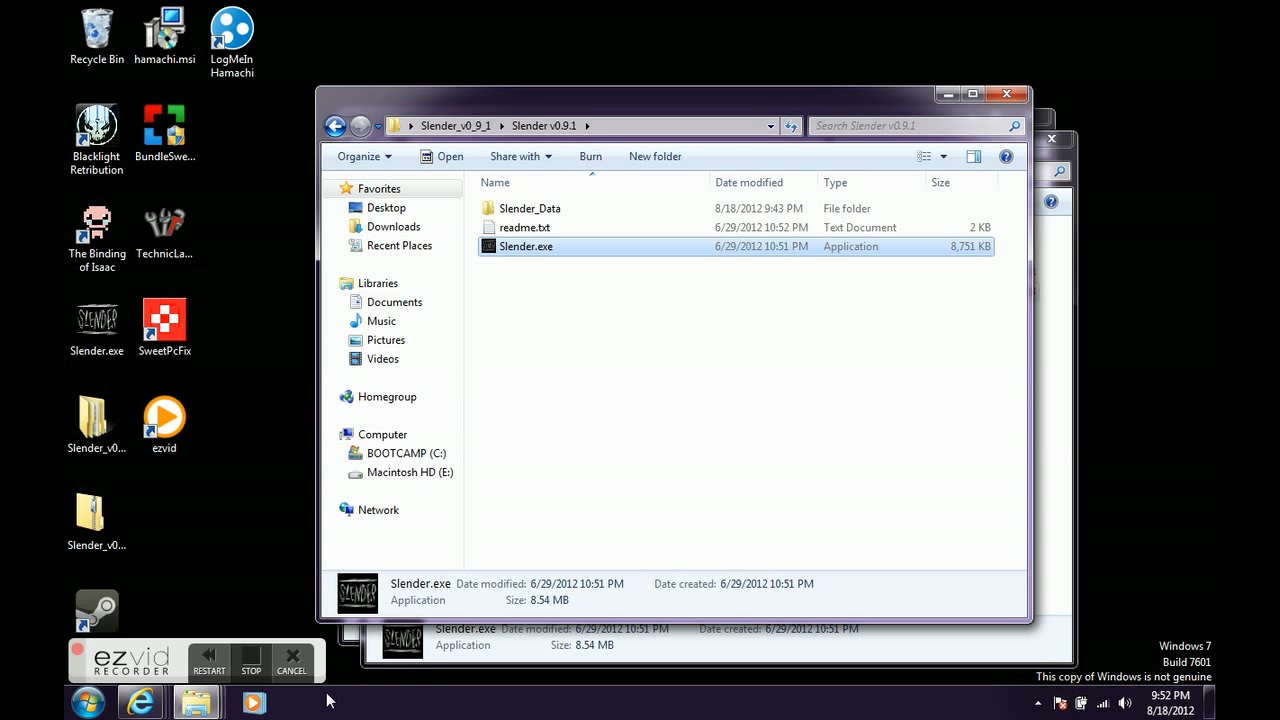 Recycle Bin
hamachi.msi
LogMeIn
Hamachi
Blacklight
Retribution
BundleSwe...
The Binding
of Isaac
TechnicLa...
SLENDER
Slender.exe
SweetPcFix
Slender_v0...
ezvid
Slender_v0...
Slender_v0_9_1
Slender v0.9.1
Search Slender v0.9.1
Organize
Open
Share with
Burn
New folder
Favorites
Desktop
Downloads
Recent Places
Libraries
Documents
Music
Pictures
Videos
Homegroup
Computer
BOOTCAMP (C:)
Macintosh HD (E:)
Network
Name Date modified Type Size
Slender_Data 8/18/2012 9:43 PM File folder
readme.txt 6/29/2012 10:52 PM Text Document 2 KB
Slender.exe 6/29/2012 10:51 PM Application 8,751 KB
SLENDER
Slender.exe Date modified: 6/29/2012 10:51 PM Date created: 6/29/2012 10:51 PM
Application Size: 8.54 MB
SLENDER
Slender.exe Date modified: 6/29/2012 10:51 PM Date created: 6/29/2012 10:51 PM
Application Size: 8.54 MB
ezvid
RECORDER
RESTART
STOP
CANCEL
Windows 7
Build 7601
This copy of Windows is not genuine
9:52 PM
8/18/2012